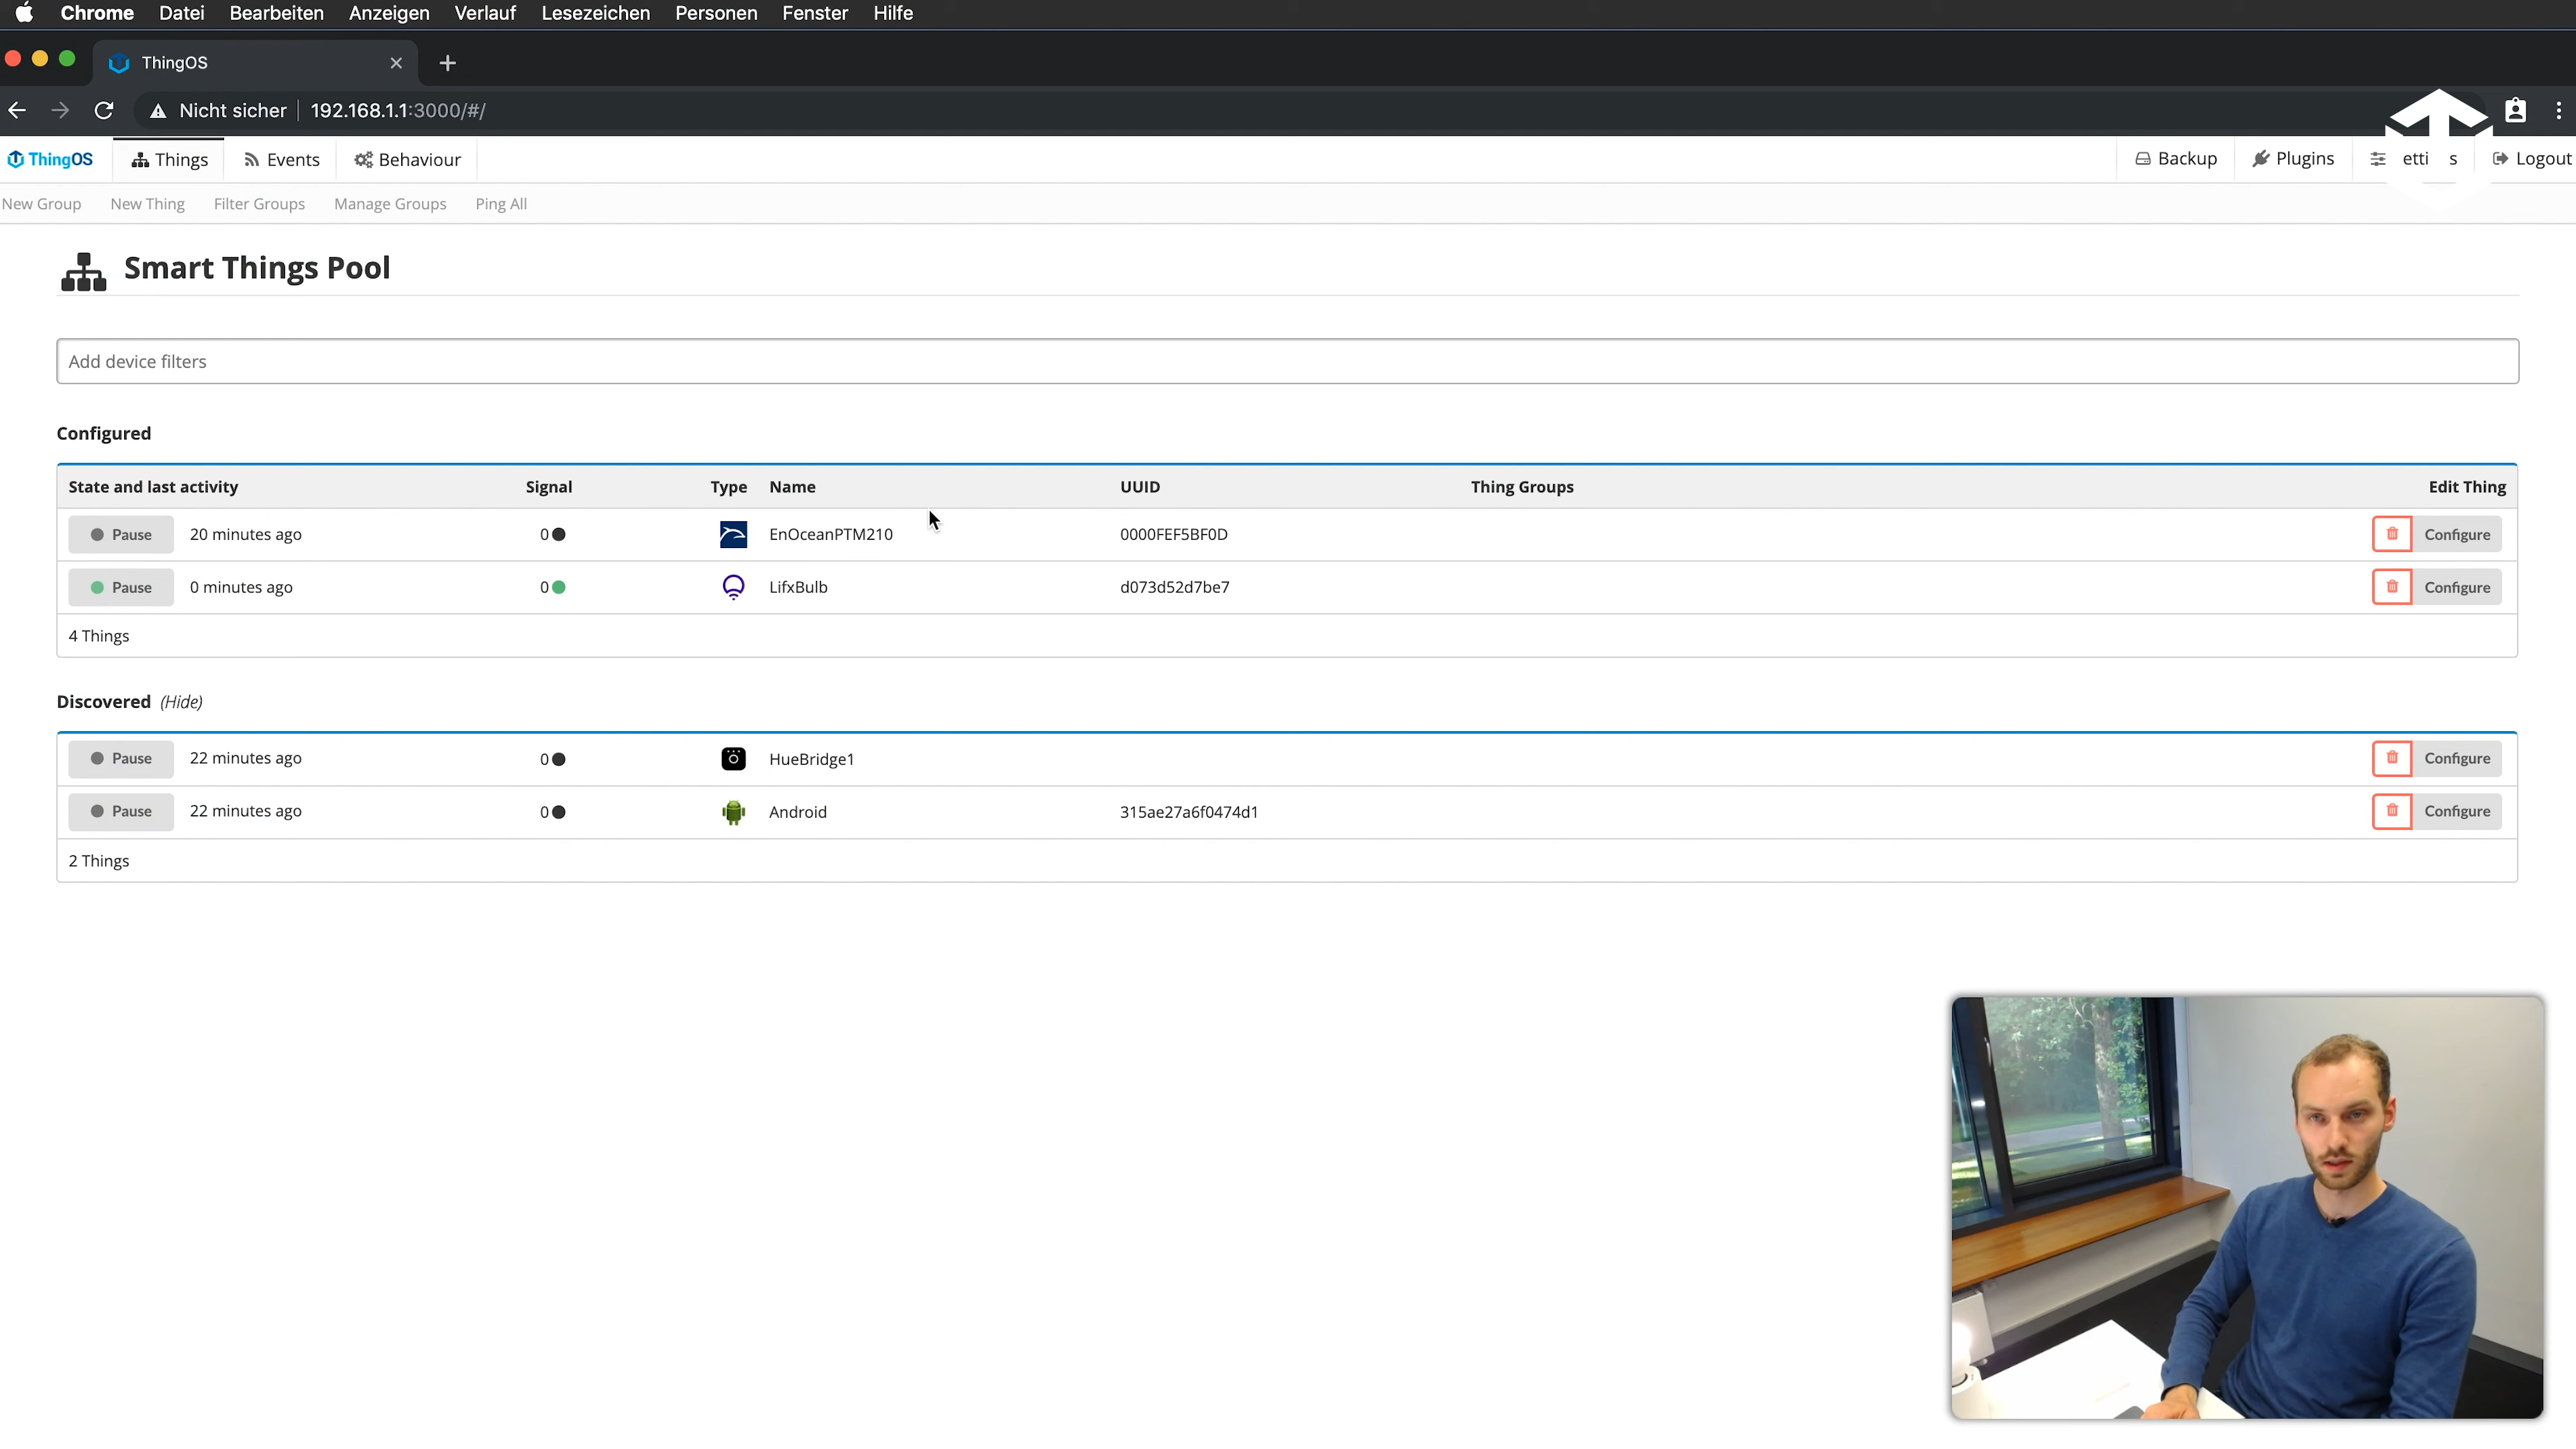 Chrome Datei Bearbeiten Anzeigen Verlauf Lesezeichen Personen Fenster Hilfe
ThingOS
Nicht sicher 192.168.1.1:3000/#/
ThingOS Things Events Behaviour Backup Plugins etti s Logout
New Group New Thing Filter Groups Manage Groups Ping All
Smart Things Pool
Add device filters
Configured
State and last activity Signal Type Name UUID Thing Groups Edit Thing
Pause 20 minutes ago 0 EnOceanPTM210 0000FEF5BF0D Configure
Pause 0 minutes ago 0 LifxBulb d073d52d7be7 Configure
4 Things
Discovered (Hide)
Pause 22 minutes ago 0 HueBridge1 Configure
Pause 22 minutes ago 0 Android 315ae27a6f0474d1 Configure
2 Things